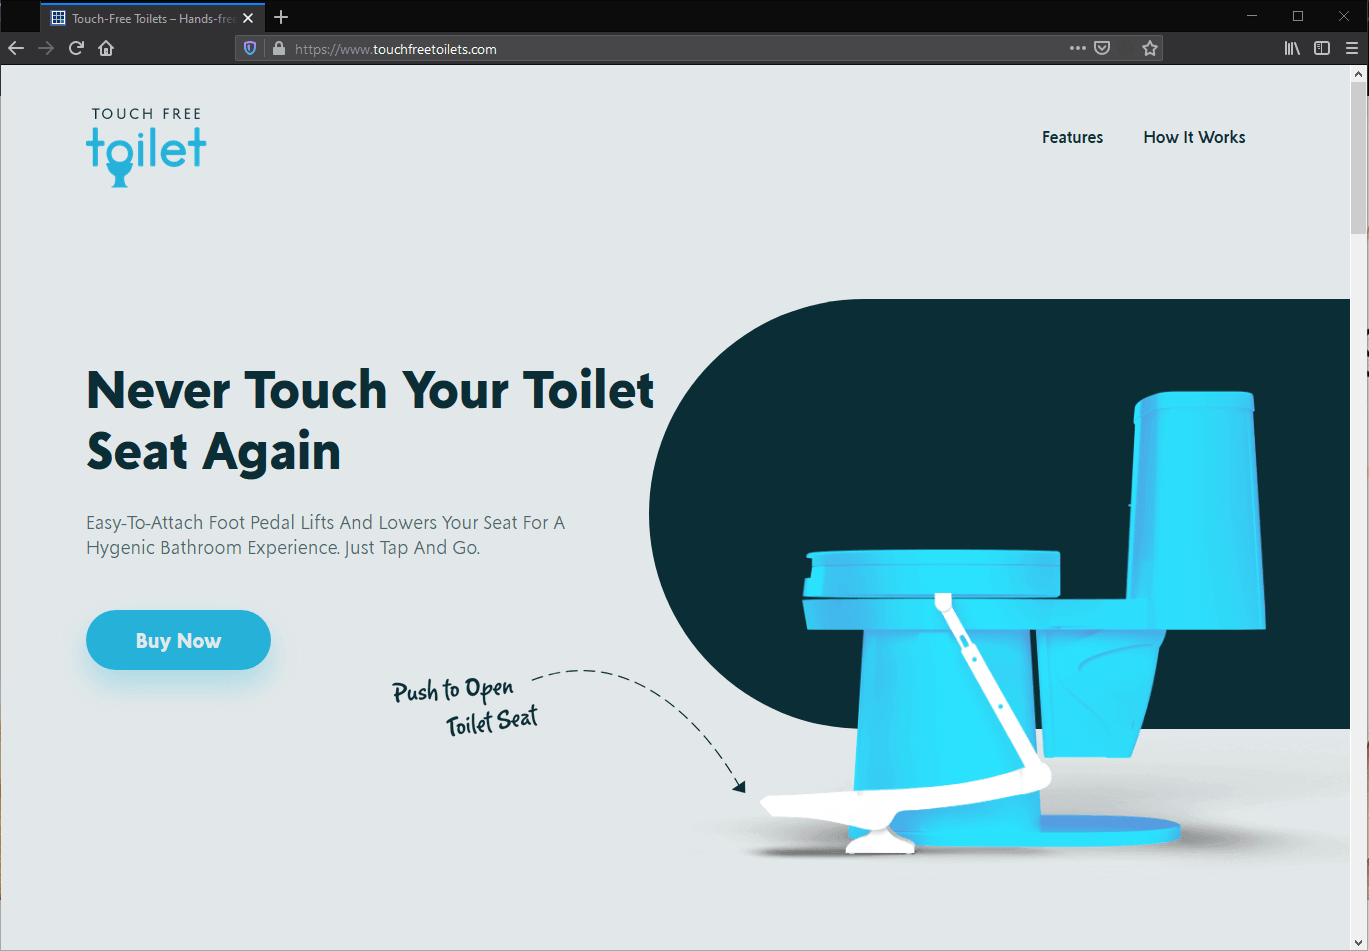 Touch-Free Toilets – Hands-free
https://www.touchfreetoilets.com
TOUCH FREE
toilet
Features
How It Works
Never Touch Your Toilet
Seat Again
Easy-To-Attach Foot Pedal Lifts And Lowers Your Seat For A
Hygenic Bathroom Experience. Just Tap And Go.
Buy Now
Push to Open
Toilet Seat